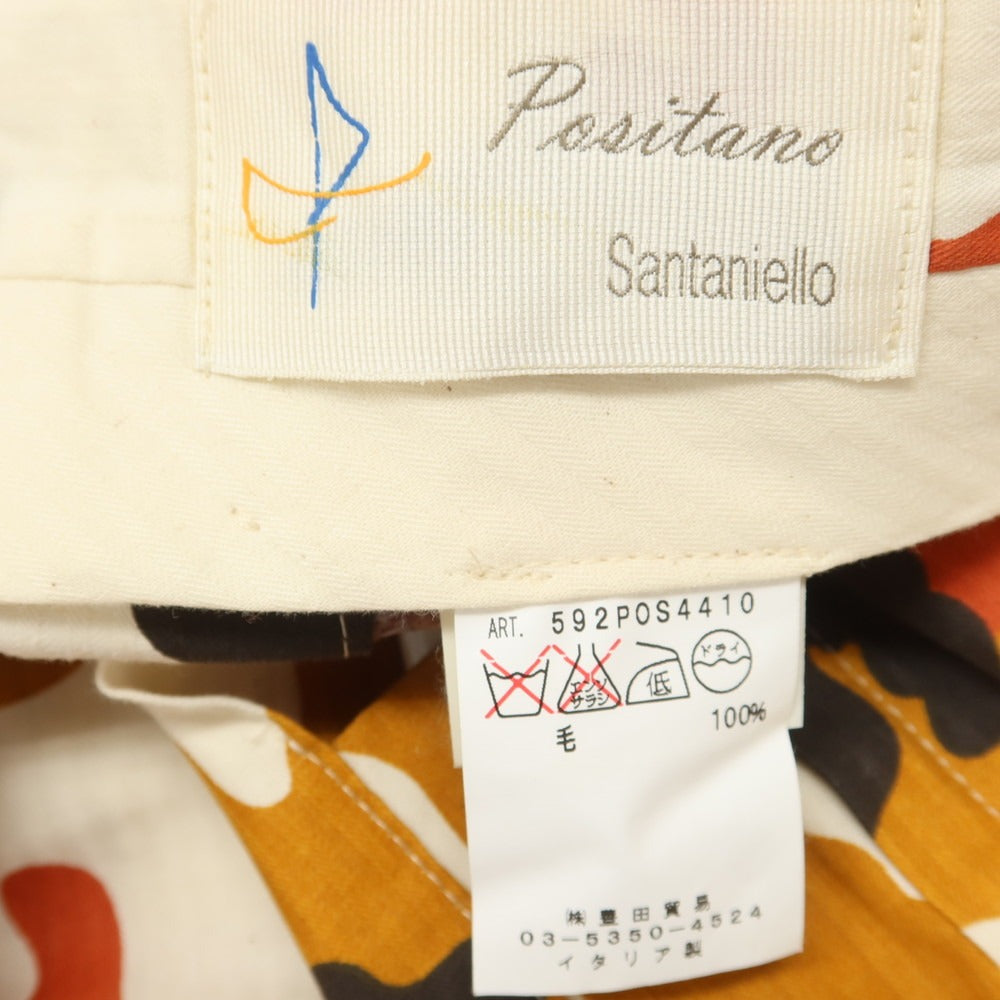 Positano
Santaniello
ART. 592POS4410
エンソ
サラシ
低
ドライ
毛 100%
㈱豊田貿易
03-5350-4524
イタリア製